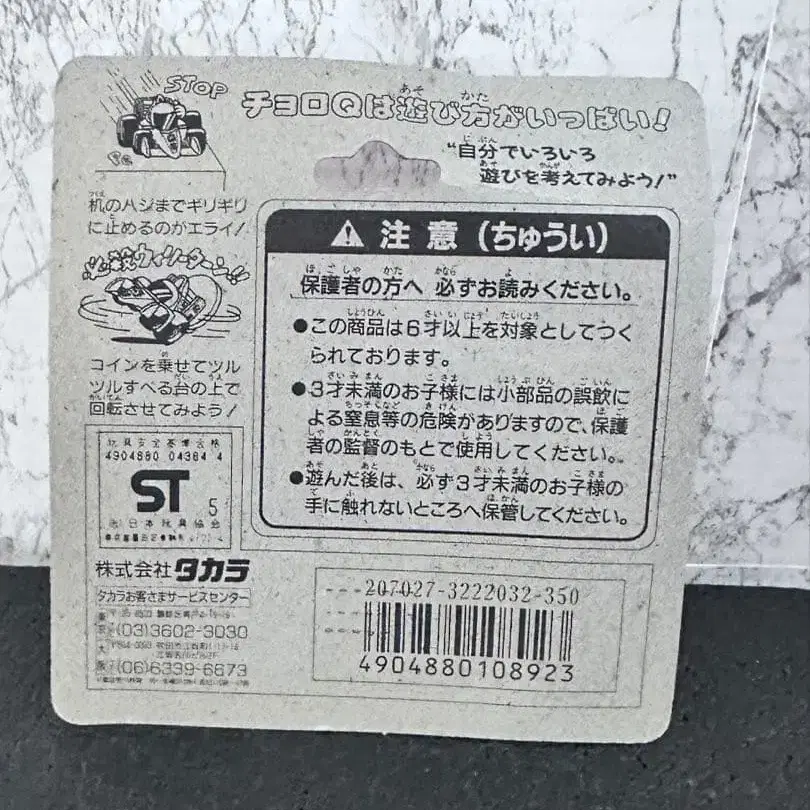 STOP
チョロQは遊び方がいっぱい!
“自分でいろいろ
遊びを考えてみよう!”
机のハジまでギリギリ
に止めるのがエライ!
必殺ウィリーターン!!
コインを乗せてツル
ツルすべる台の上で
回転させてみよう!
⚠ 注意 (ちゅうい)
保護者の方へ 必ずお読みください。
●この商品は6才以上を対象としてつく
られております。
●3才未満のお子様には小部品の誤飲に
よる窒息等の危険がありますので、保護
者の監督のもとで使用してください。
●遊んだ後は、必ず3才未満のお子様の
手に触れないところへ保管してください。
玩具安全基準合格
4904880 04364 4
ST 5
日本玩具協会
株式会社タカラ
タカラお客さまサービスセンター
東京
(03)3602-3030
大阪
(06)6339-6673
207027-3222032-350
4904880108923